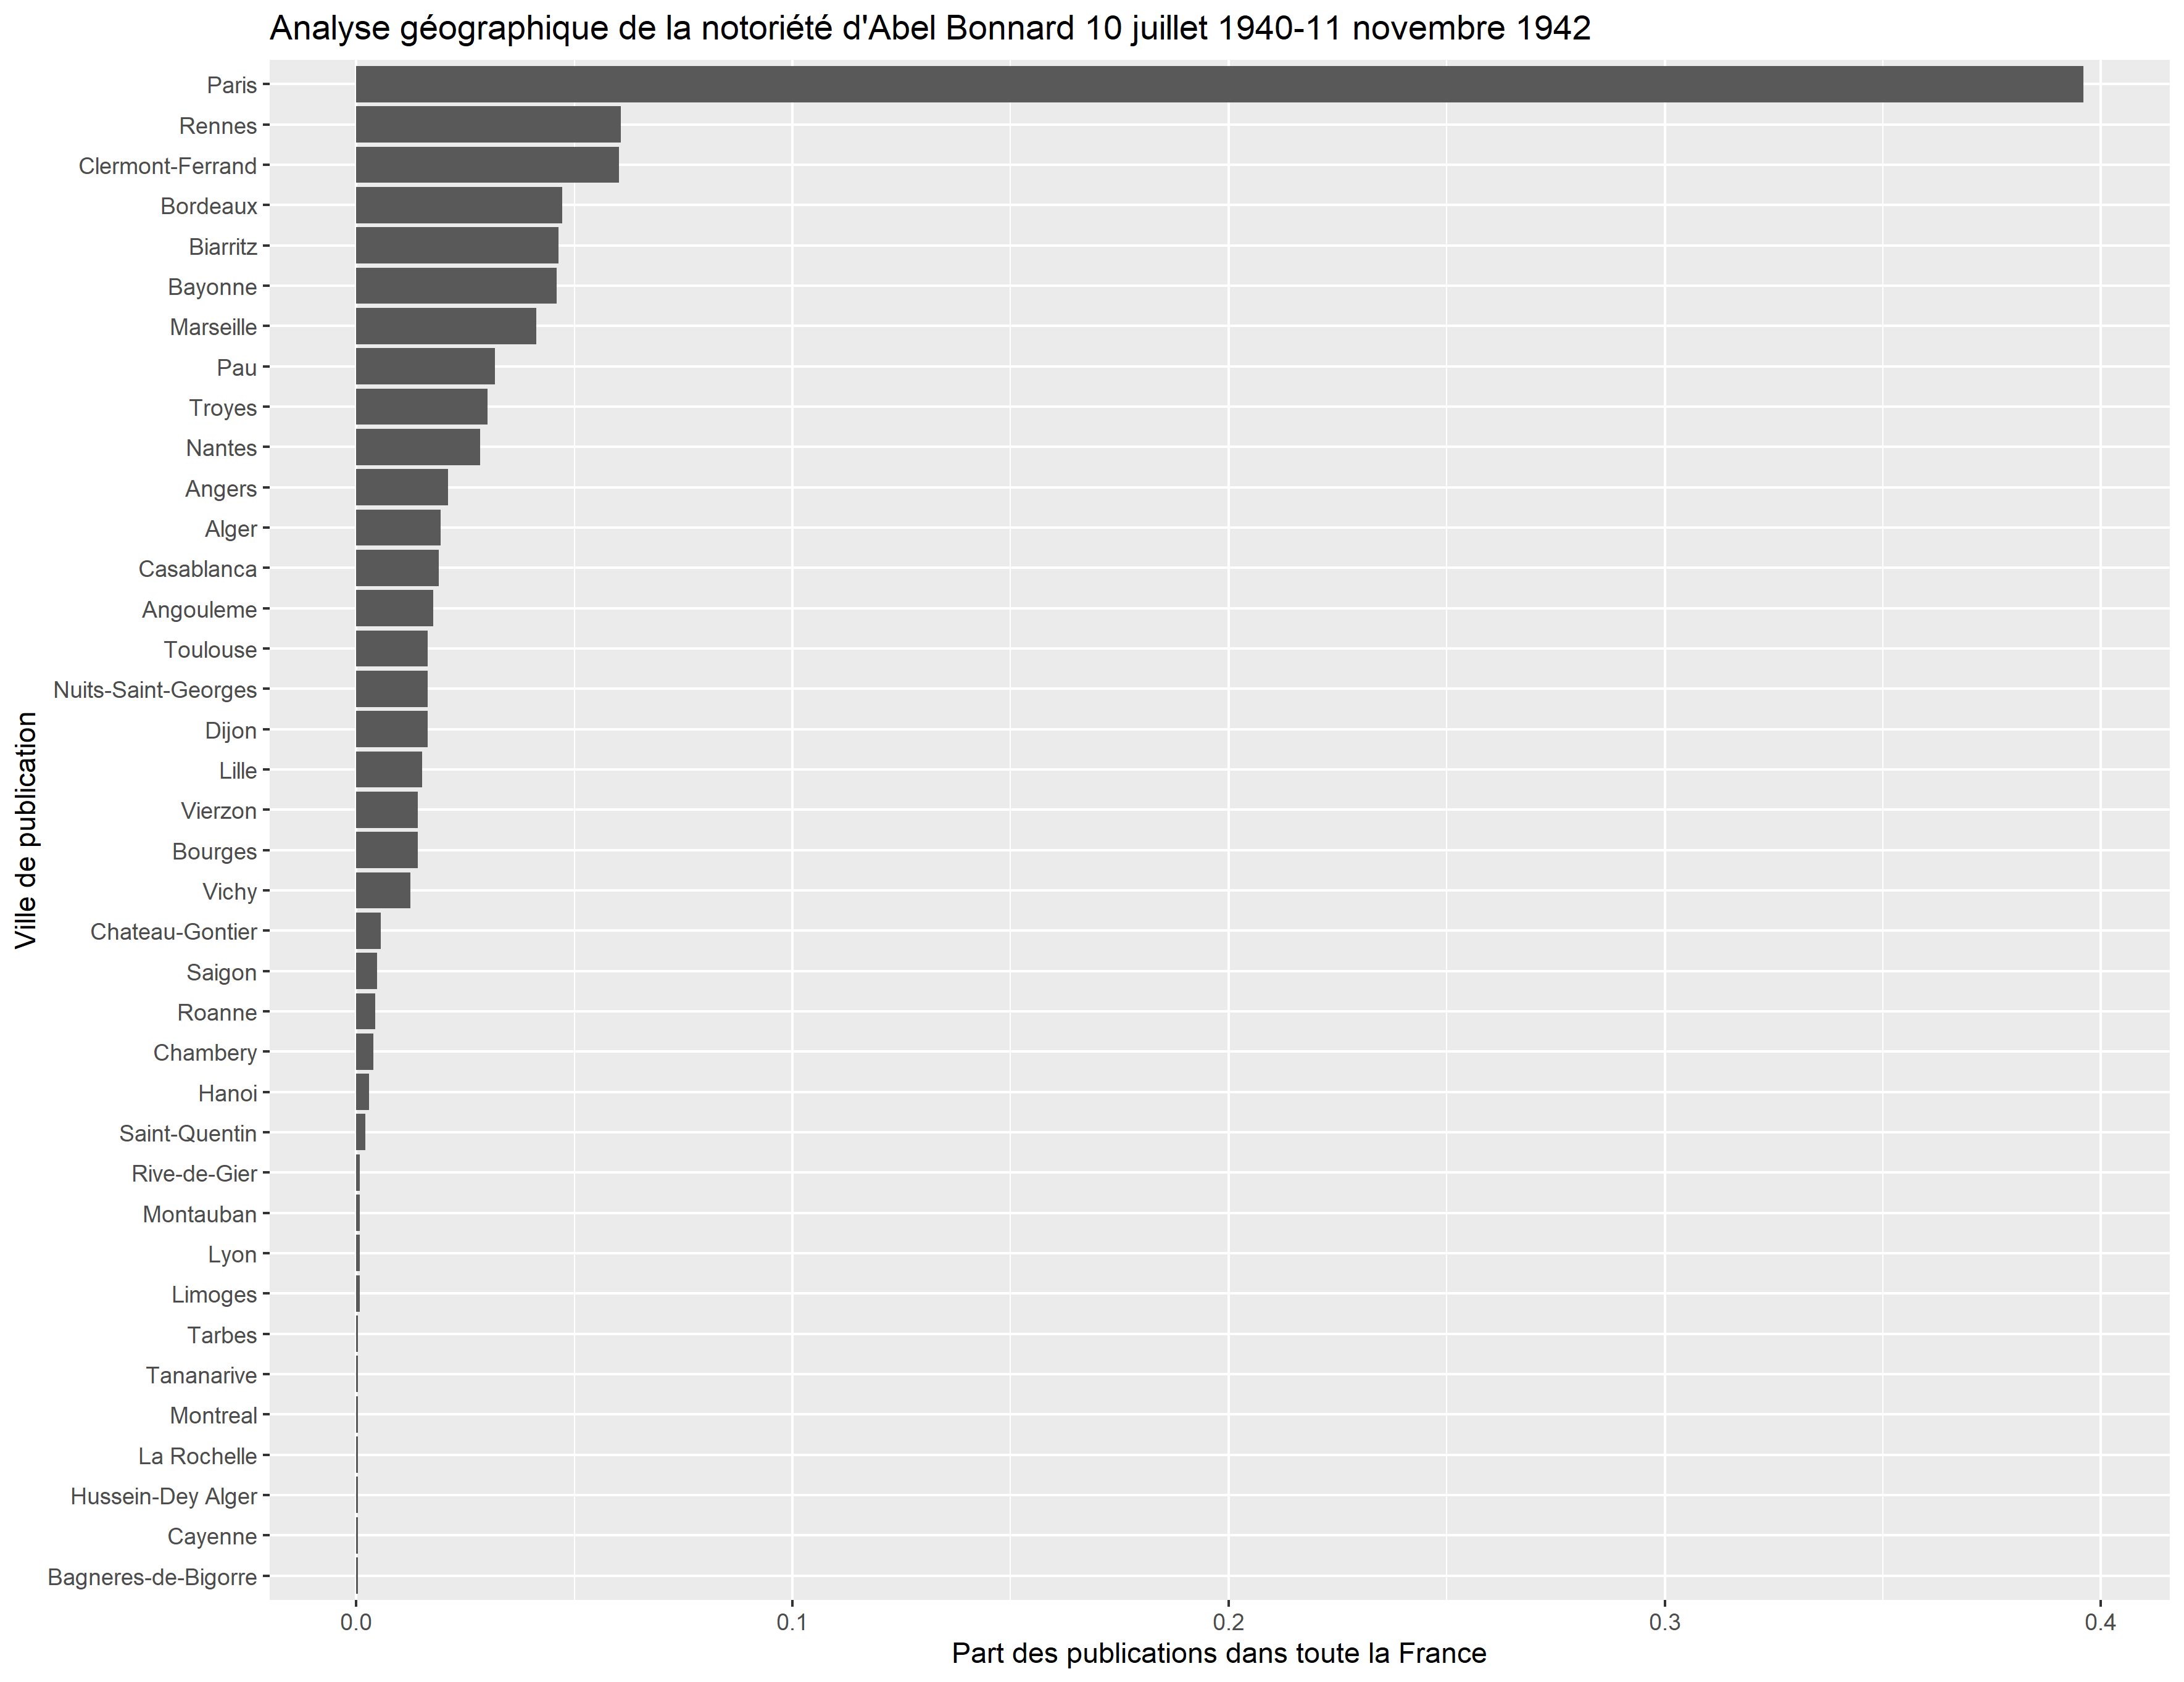 Analyse géographique de la notoriété d'Abel Bonnard 10 juillet 1940-11 novembre 1942
Ville de publication
Paris
Rennes
Clermont-Ferrand
Bordeaux
Biarritz
Bayonne
Marseille
Pau
Troyes
Nantes
Angers
Alger
Casablanca
Angouleme
Toulouse
Nuits-Saint-Georges
Dijon
Lille
Vierzon
Bourges
Vichy
Chateau-Gontier
Saigon
Roanne
Chambery
Hanoi
Saint-Quentin
Rive-de-Gier
Montauban
Lyon
Limoges
Tarbes
Tananarive
Montreal
La Rochelle
Hussein-Dey Alger
Cayenne
Bagneres-de-Bigorre
0.0 0.1 0.2 0.3 0.4
Part des publications dans toute la France